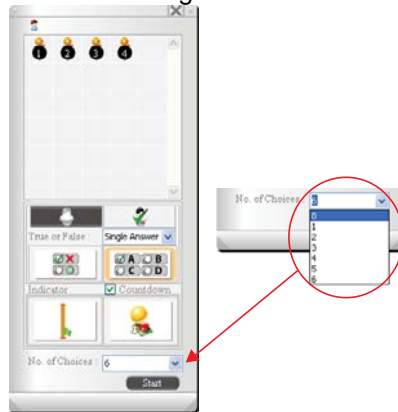 1 2 3 4
True or False : Single Answer
A B
C D
Indicator Countdown
No. of Choices : 6
Start
No. of Choices : 6
0
1
2
3
4
5
6